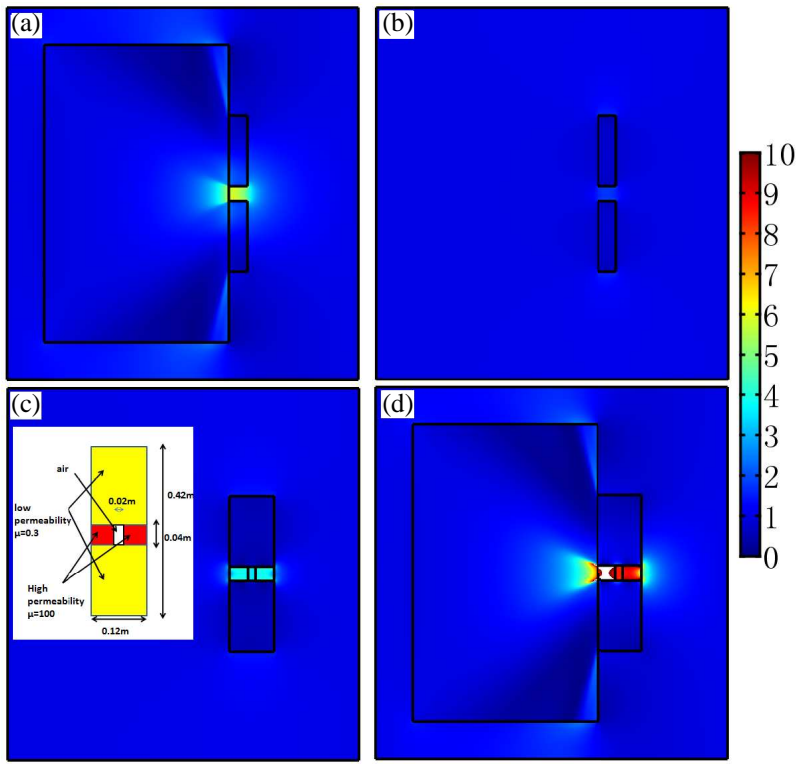 (a)
(b)
10
9
8
7
6
5
4
3
2
1
0
(c)
air
0.02m
0.42m
low
permeability
μ=0.3
0.04m
High
permeability
μ=100
0.12m
(d)